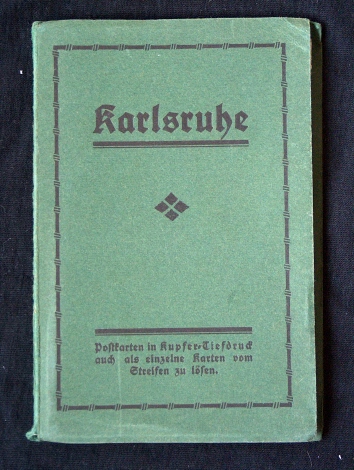 Karlsruhe
Postkarten in Kupfer-Tiefdruck
auch als einzelne Karten vom
Streifen zu lösen.